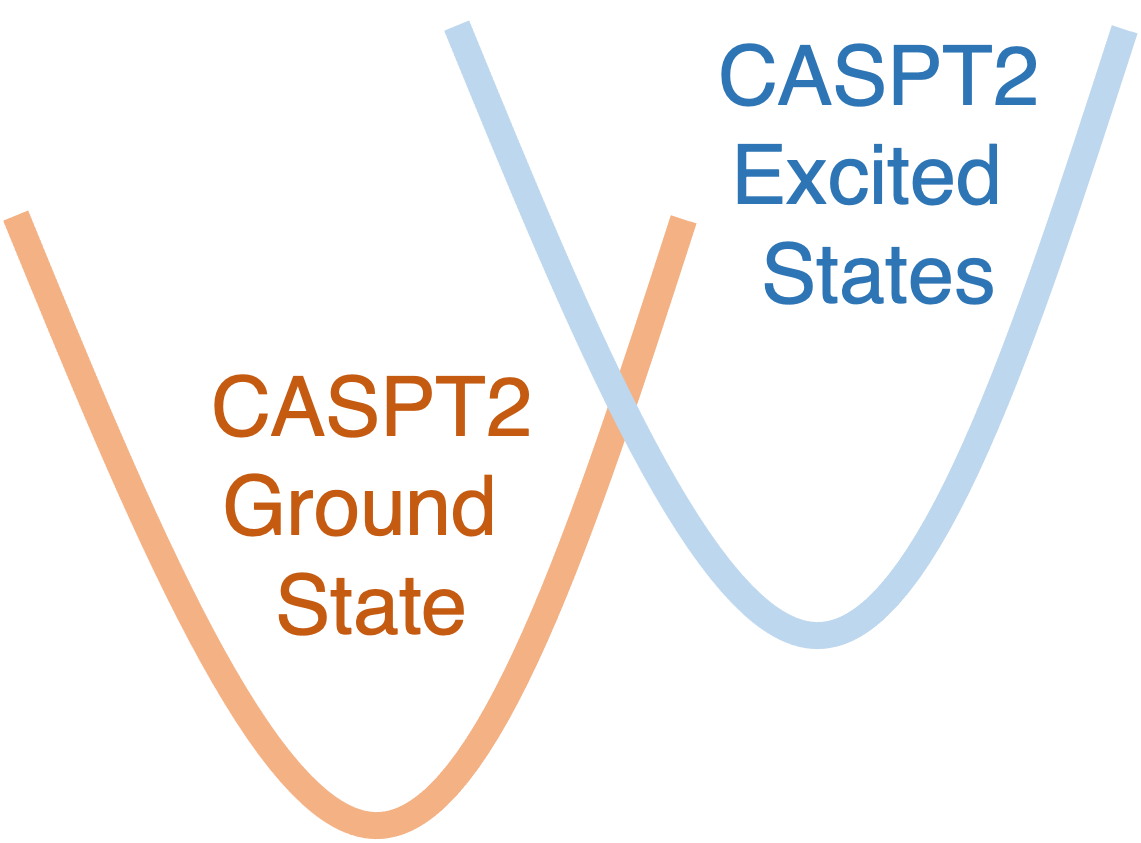 CASPT2
Excited
States
CASPT2
Ground
State